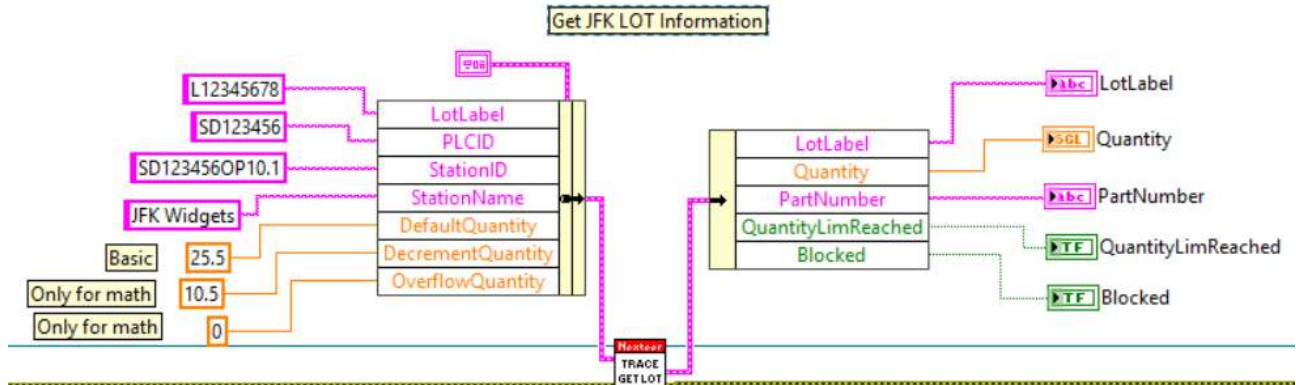 Get JFK LOT Information
L12345678
SD123456
SD123456OP10.1
JFK Widgets
Basic
25.5
Only for math
10.5
Only for math
0
LotLabel
PLCID
StationID
StationName
DefaultQuantity
DecrementQuantity
OverflowQuantity
Nexteer
TRACE
GET LOT
LotLabel
Quantity
PartNumber
QuantityLimReached
Blocked
abc LotLabel
SGL Quantity
abc PartNumber
TF QuantityLimReached
TF Blocked